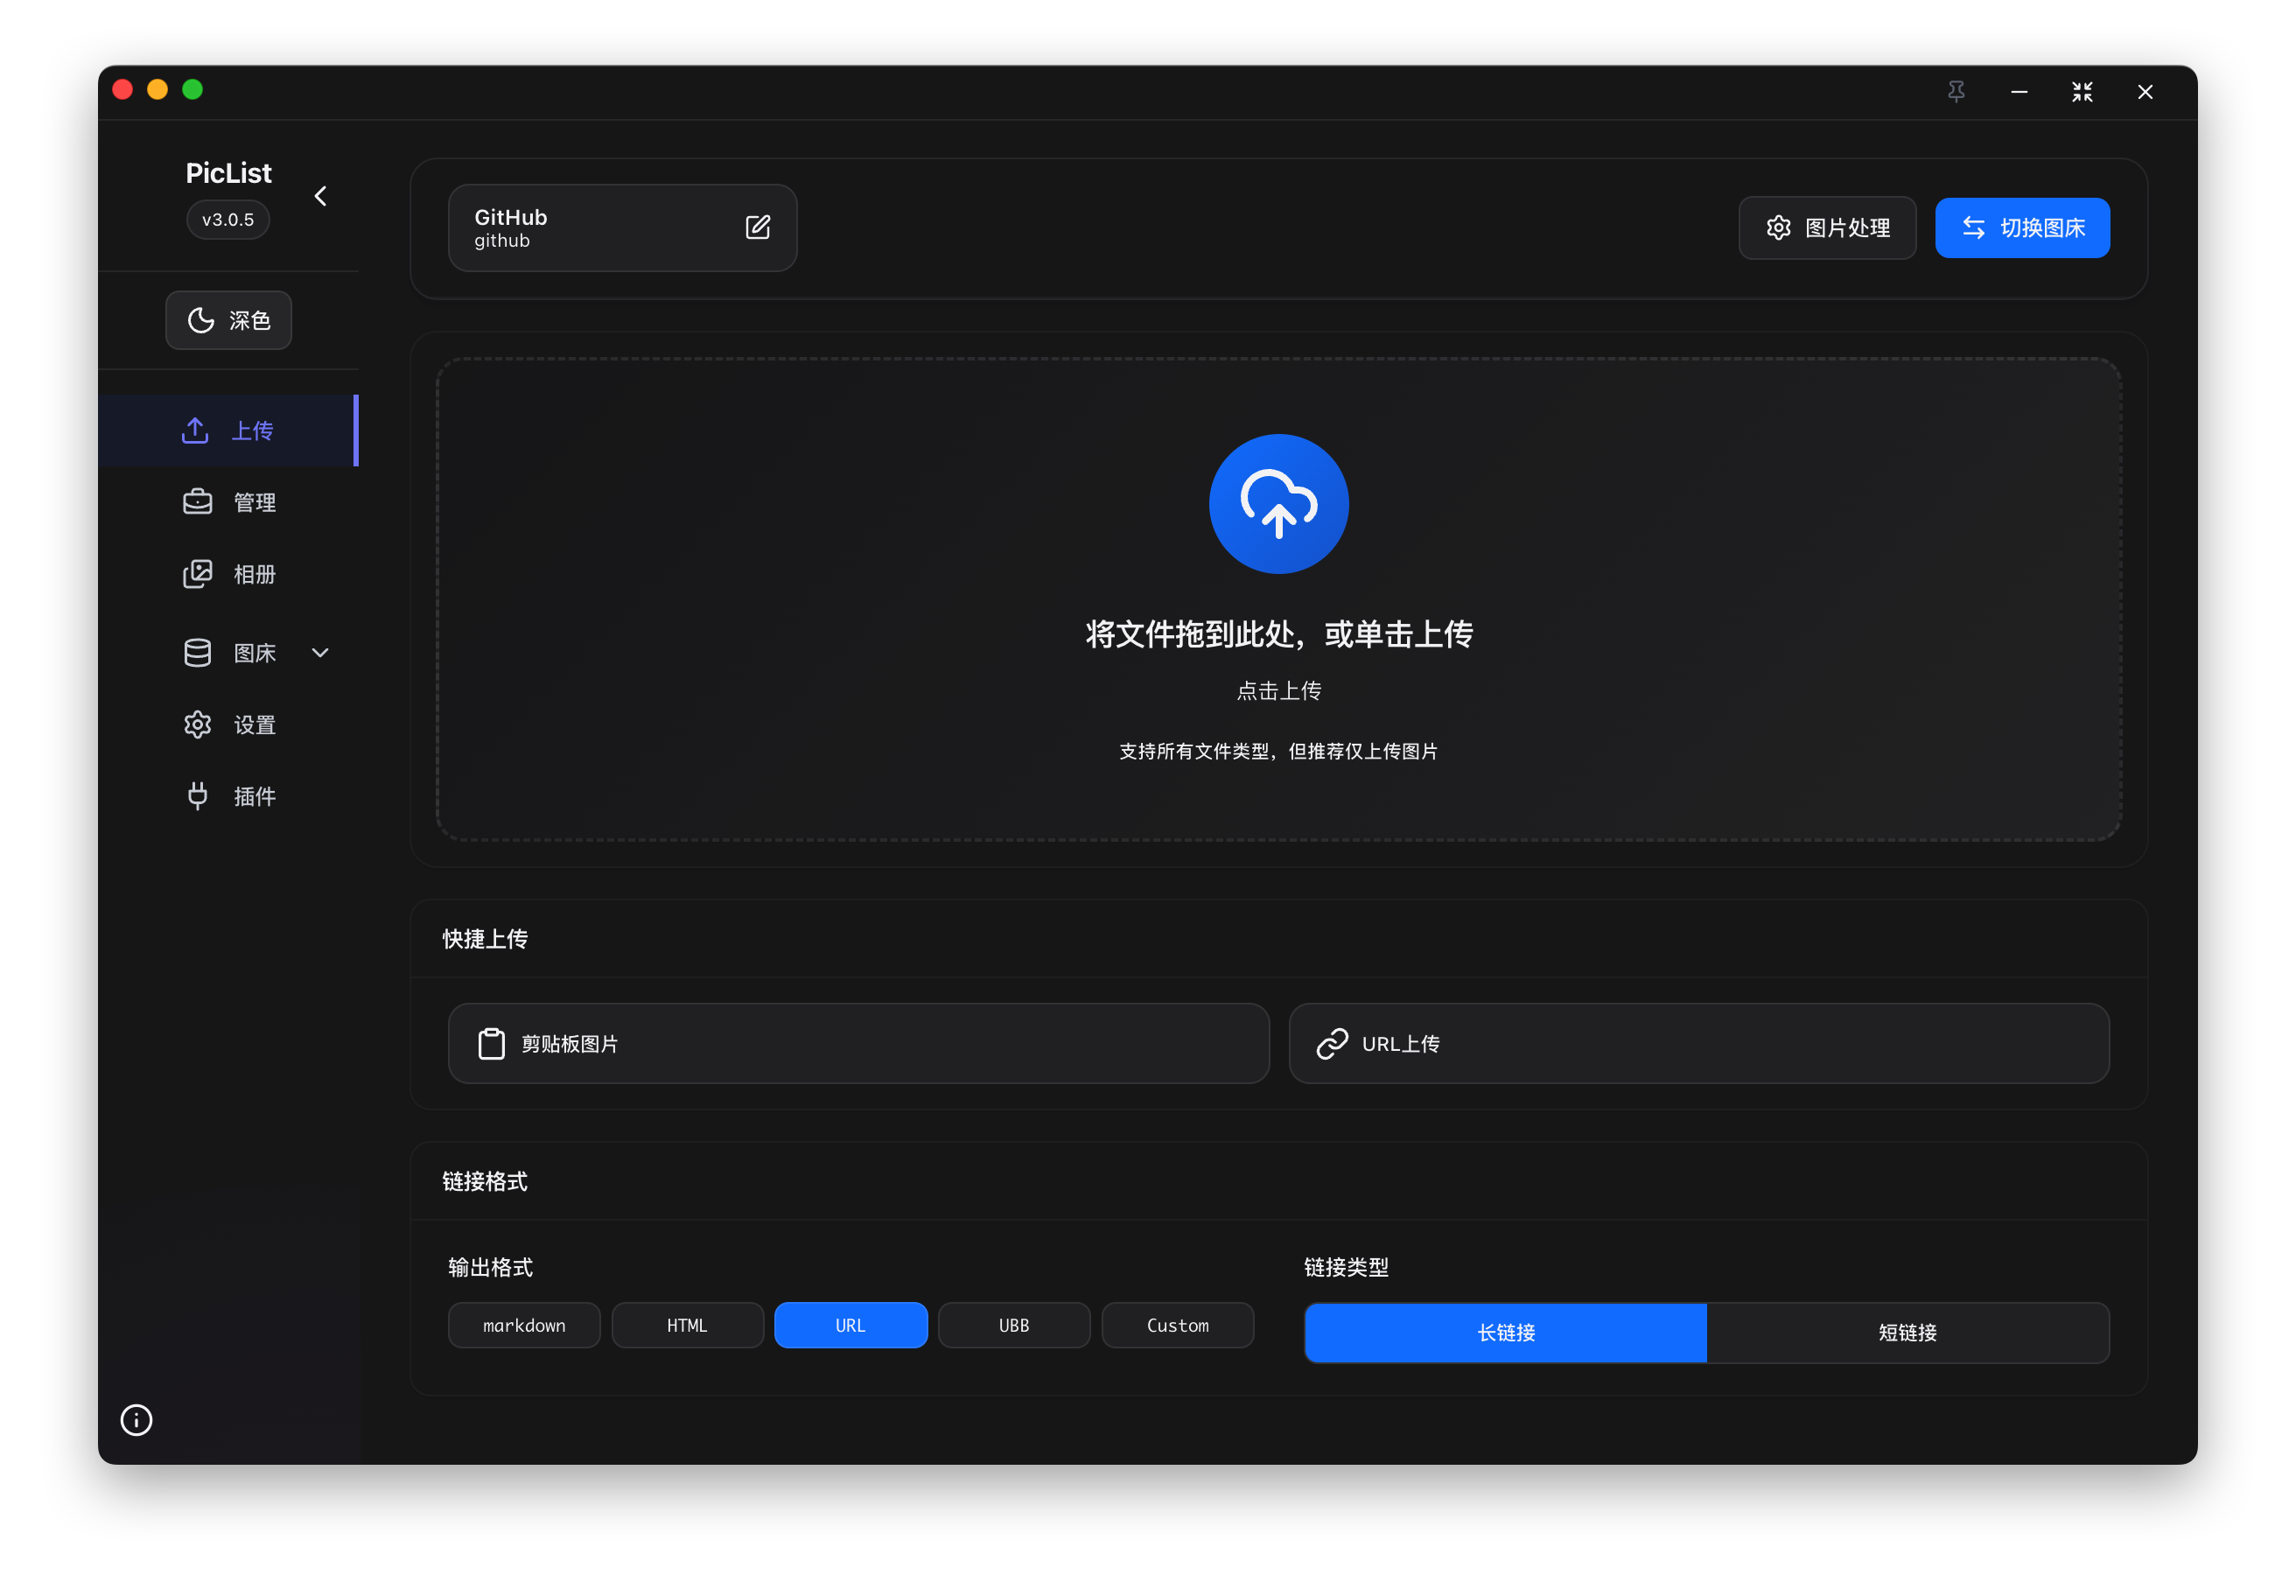 PicList
v3.0.5
深色
上传
管理
相册
图床
设置
插件
GitHub
github
图片处理
切换图床
将文件拖到此处，或单击上传
点击上传
支持所有文件类型，但推荐仅上传图片
快捷上传
剪贴板图片
URL上传
链接格式
输出格式
markdown
HTML
URL
UBB
Custom
链接类型
长链接
短链接